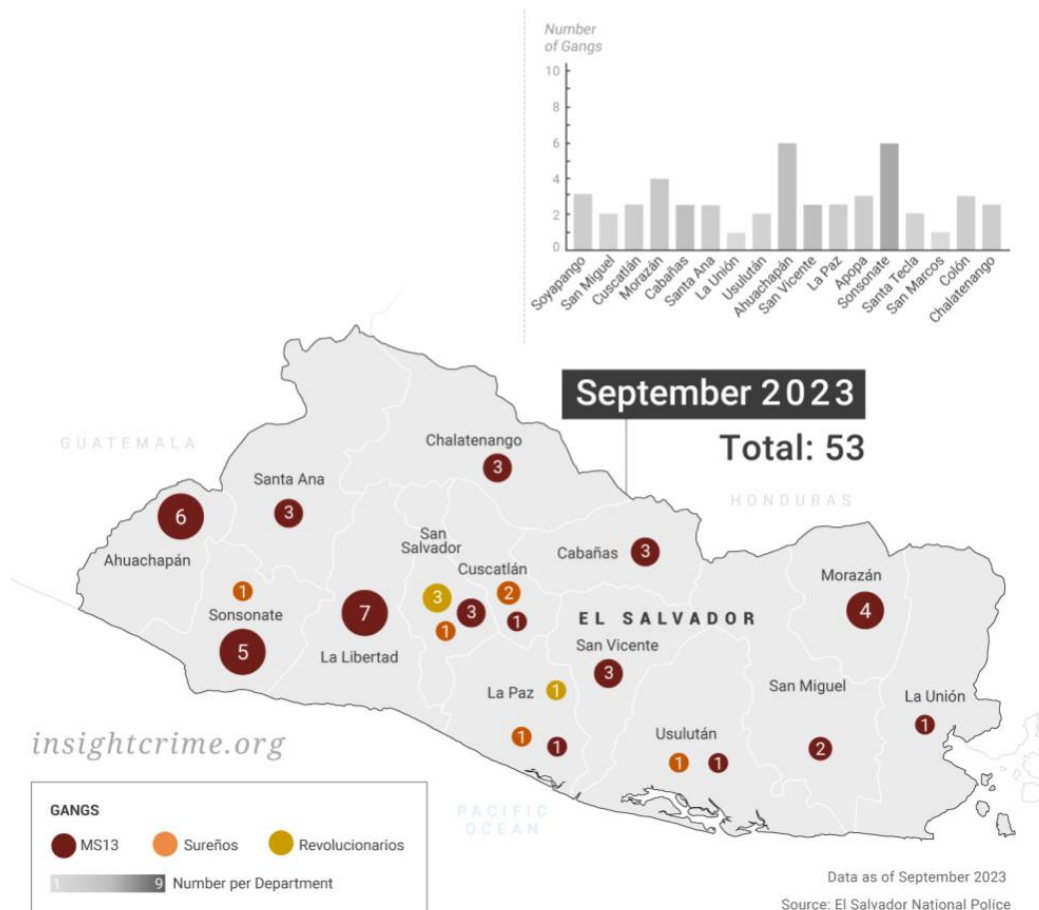 Number
of Gangs
10
8
6
4
2
0
Soyapango
San Miguel
Cuscatlán
Morazán
Cabañas
Santa Ana
La Unión
Usulután
Ahuachapán
San Vicente
La Paz
Apopa
Sonsonate
Santa Tecla
San Marcos
Colón
Chalatenango
September 2023
Total: 53
GUATEMALA
HONDURAS
Chalatenango
3
Santa Ana
3
6
Ahuachapán
San
Salvador
3
3
1
Cuscatlán
2
1
Cabañas
3
Morazán
4
1
Sonsonate
5
7
La Libertad
EL SALVADOR
San Vicente
3
La Paz
1
1
1
Usulután
1
1
San Miguel
2
La Unión
1
insightcrime.org
PACIFIC
OCEAN
GANGS
MS13 Sureños Revolucionarios
1 9 Number per Department
Data as of September 2023
Source: El Salvador National Police